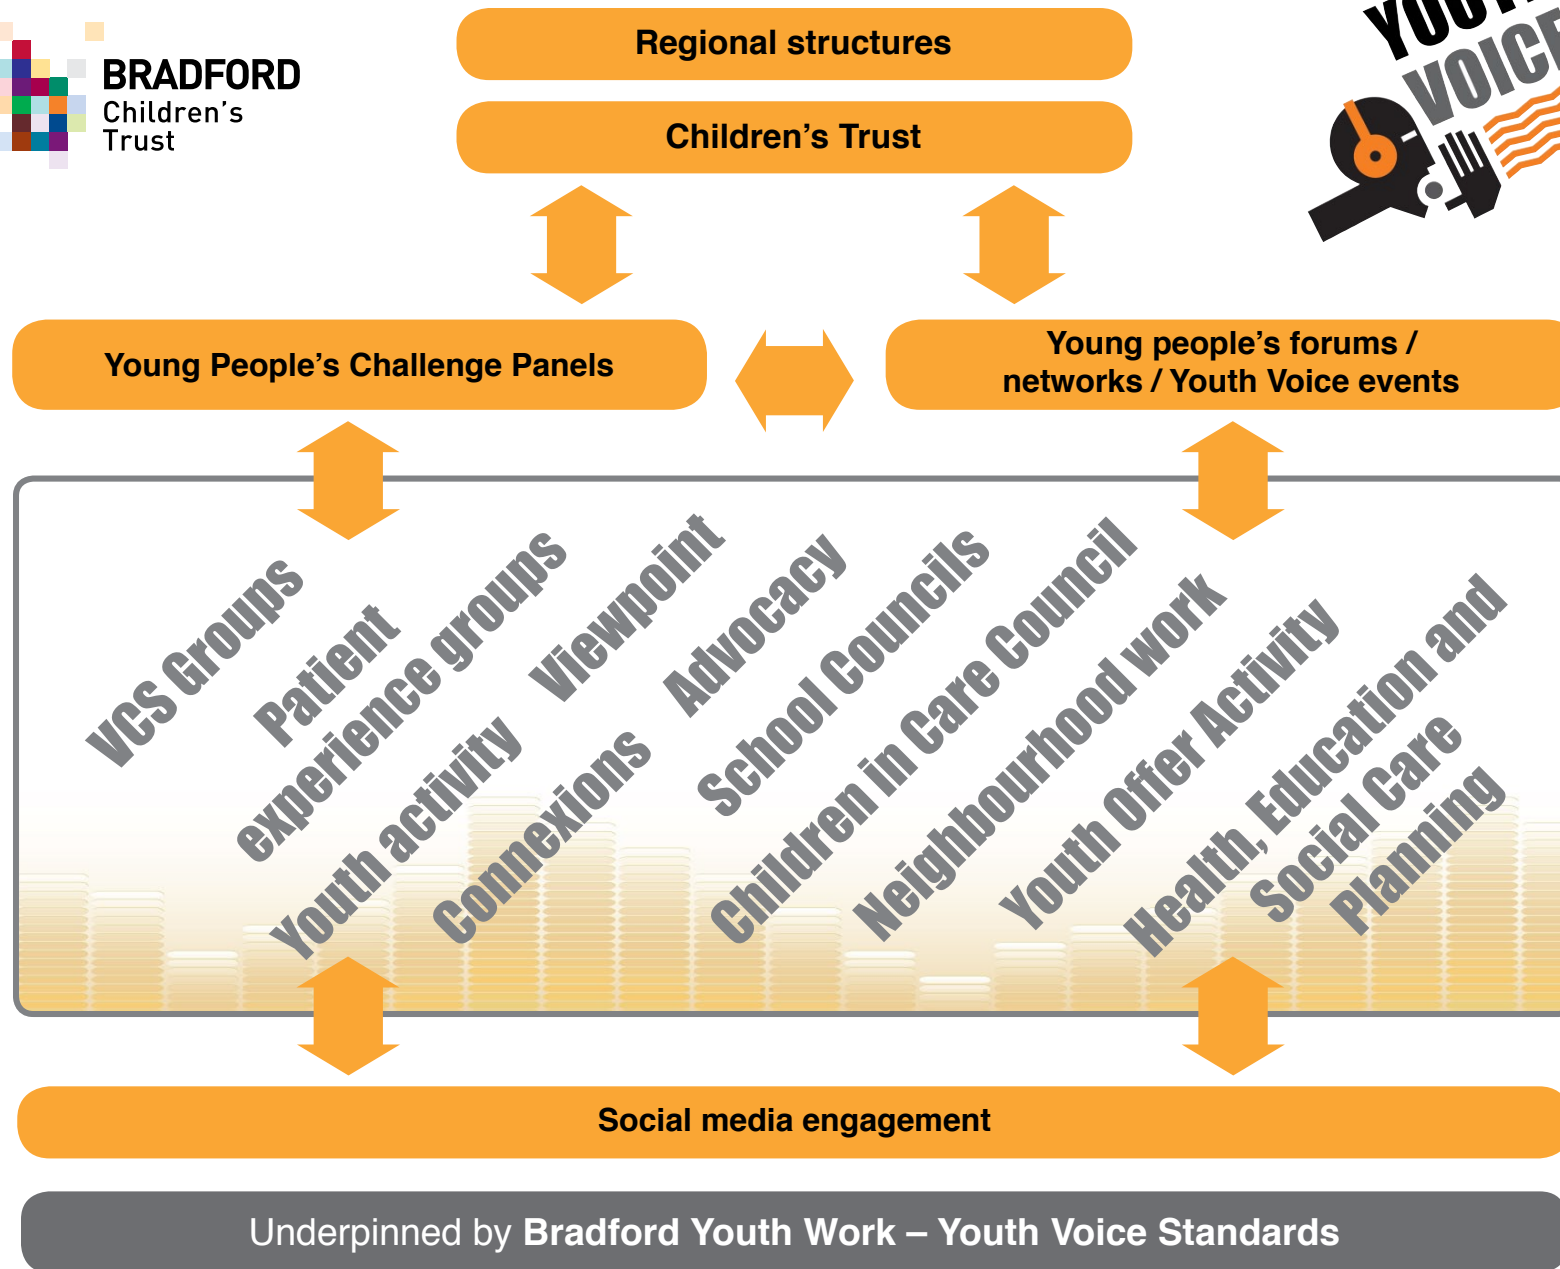 BRADFORD
Children's
Trust
VOICE
Regional structures
Children’s Trust
Young People’s Challenge Panels
Young people’s forums /
networks / Youth Voice events
VCS Groups
Patient
experience groups
Youth activity
Viewpoint
Connexions
Advocacy
School Councils
Children in Care Council
Neighbourhood work
Youth Offer Activity
Health, Education and
Social Care
Planning
Social media engagement
Underpinned by Bradford Youth Work – Youth Voice Standards